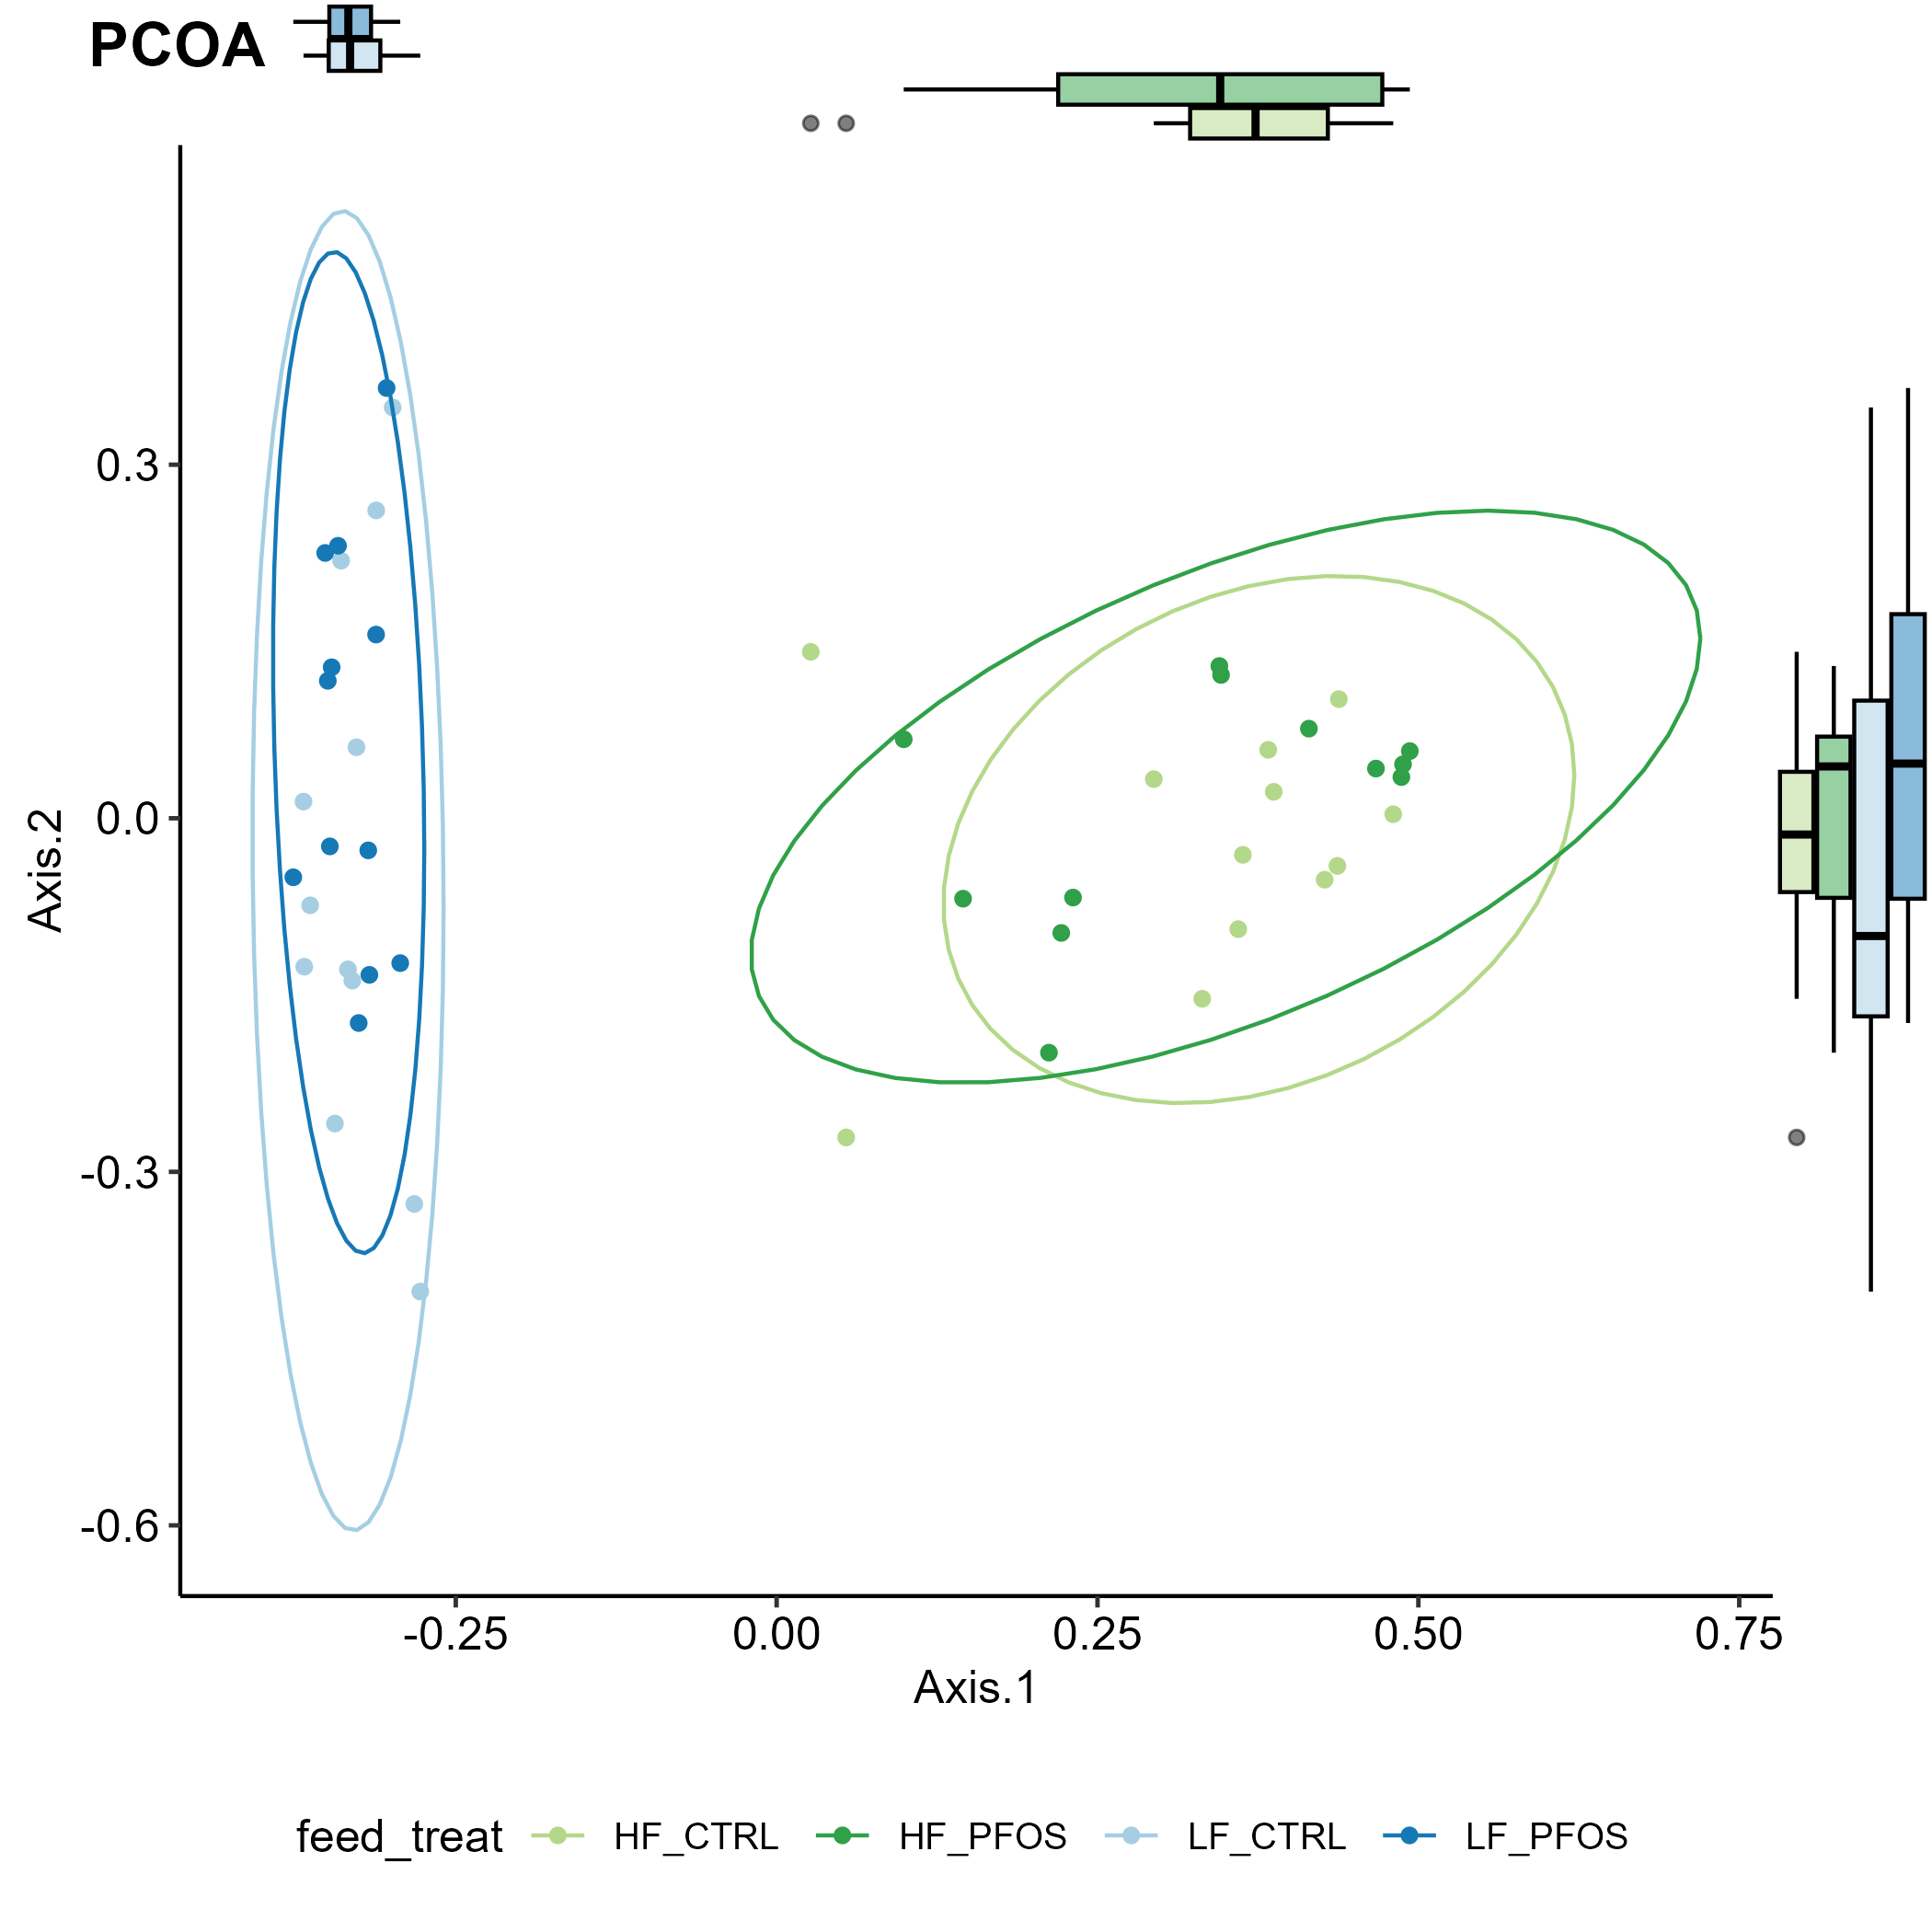 PCOA
0.3
0.0
-0.3
-0.6
Axis.2
-0.25 0.00 0.25 0.50 0.75
Axis.1
feed_treat HF_CTRL HF_PFOS LF_CTRL LF_PFOS